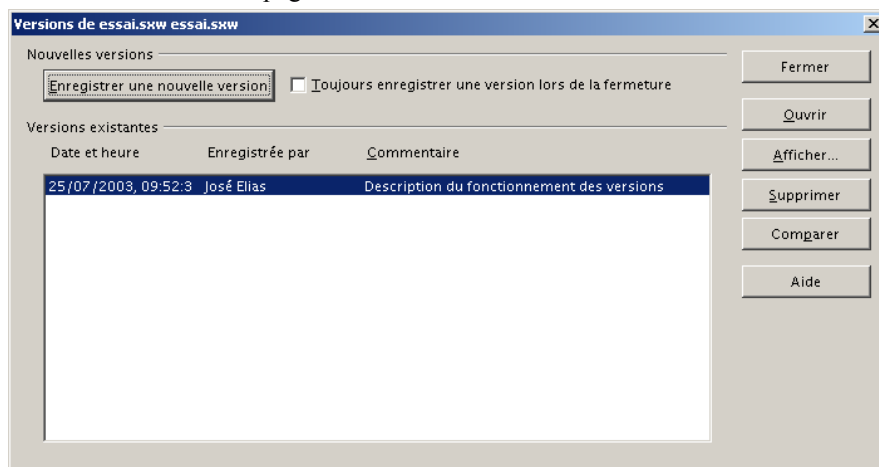 Versions de essai.sxw essai.sxw
Nouvelles versions
Enregistrer une nouvelle version
Toujours enregistrer une version lors de la fermeture
Versions existantes
Date et heure Enregistrée par Commentaire
25/07/2003, 09:52:3 José Elias Description du fonctionnement des versions
Fermer
Ouvrir
Afficher...
Supprimer
Comparer
Aide